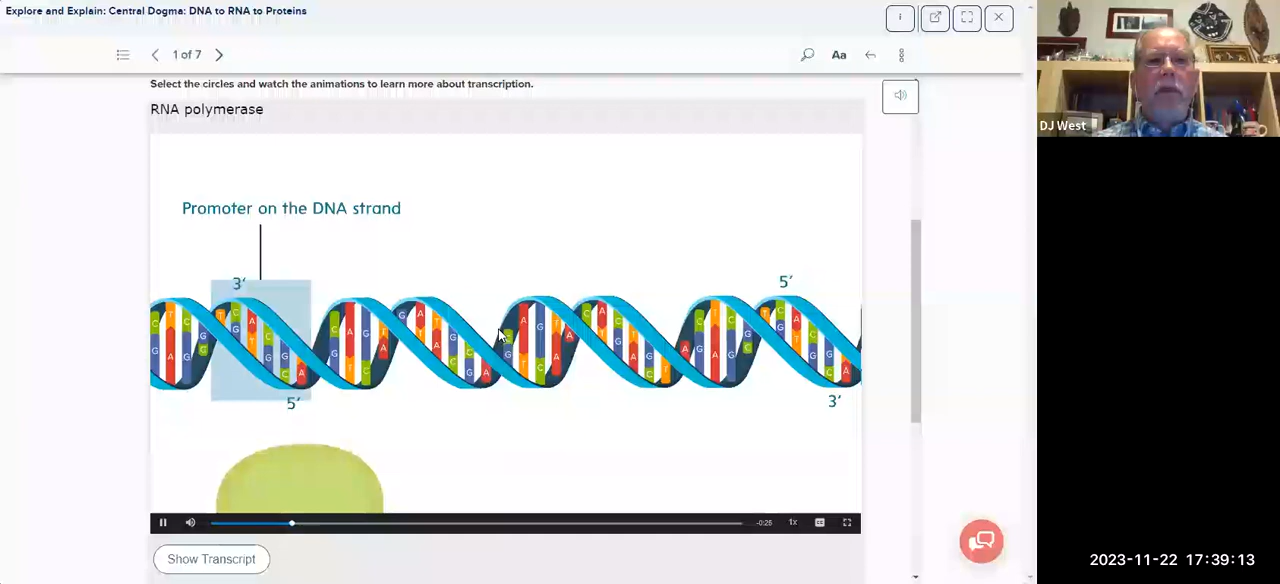 Explore and Explain: Central Dogma: DNA to RNA to Proteins
1 of 7
Aa
Select the circles and watch the animations to learn more about transcription.
RNA polymerase
DJ West
Promoter on the DNA strand
3′
5′
5′
3′
-0:26
1x
CC
Show Transcript
2023-11-22 17:39:13